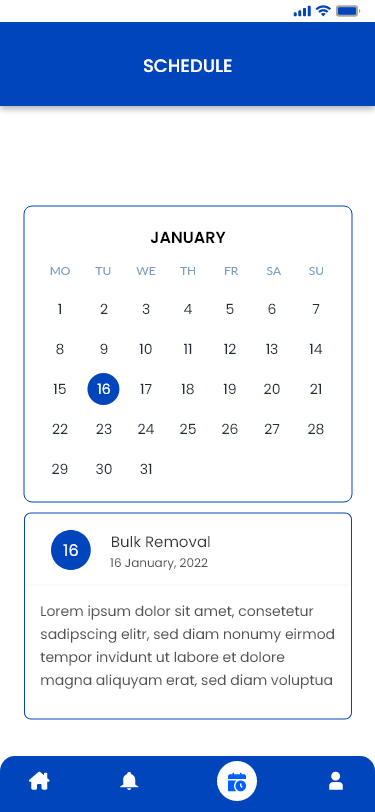 SCHEDULE
JANUARY
MO TU WE TH FR SA SU
1 2 3 4 5 6 7
8 9 10 11 12 13 14
15 16 17 18 19 20 21
22 23 24 25 26 27 28
29 30 31
16 Bulk Removal
16 January, 2022
Lorem ipsum dolor sit amet, consetetur
sadipscing elitr, sed diam nonumy eirmod
tempor invidunt ut labore et dolore
magna aliquyam erat, sed diam voluptua